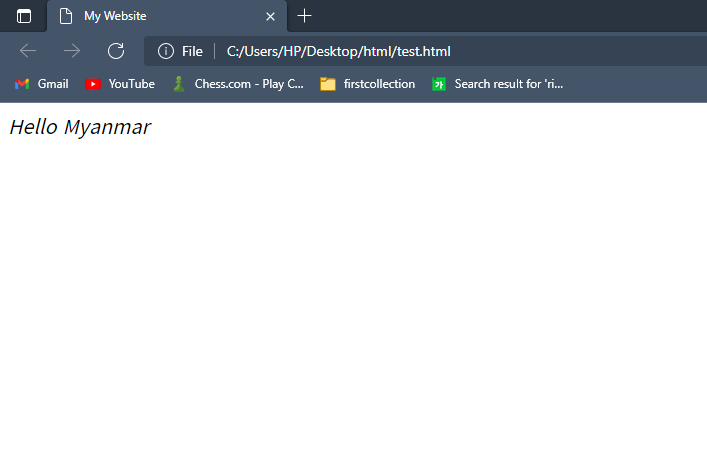 My Website
File C:/Users/HP/Desktop/html/test.html
Gmail YouTube Chess.com - Play C... firstcollection 가 Search result for 'ri...
Hello Myanmar